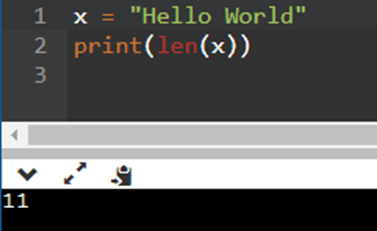 1 x = "Hello World"
2 print(len(x))
3
11